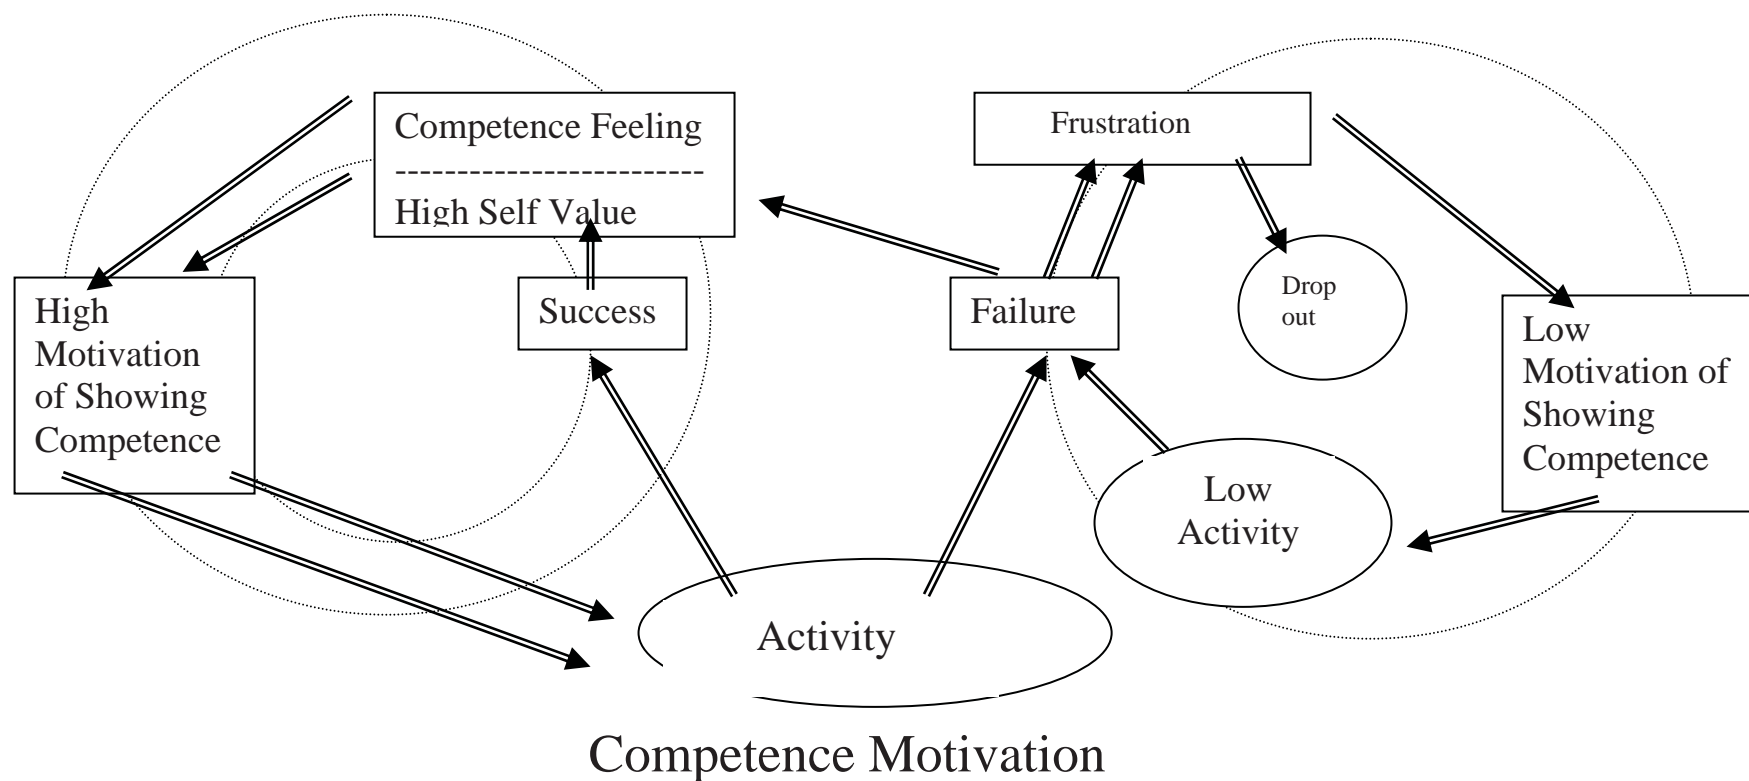 Competence Feeling
---------------------------
High Self Value
Frustration
High
Motivation
of Showing
Competence
Success
Failure
Drop
out
Low
Motivation of
Showing
Competence
Low
Activity
Activity
Competence Motivation